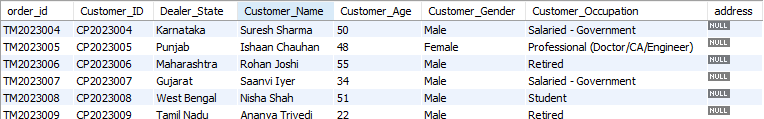 order_id Customer_ID Dealer_State Customer_Name Customer_Age Customer_Gender Customer_Occupation address
TM2023004 CP2023004 Karnataka Suresh Sharma 50 Male Salaried - Government NULL
TM2023005 CP2023005 Punjab Ishaan Chauhan 48 Female Professional (Doctor/CA/Engineer) NULL
TM2023006 CP2023006 Maharashtra Rohan Joshi 55 Male Retired NULL
TM2023007 CP2023007 Gujarat Saanvi Iyer 34 Male Salaried - Government NULL
TM2023008 CP2023008 West Bengal Nisha Shah 51 Male Student NULL
TM2023009 CP2023009 Tamil Nadu Ananya Trivedi 22 Male Retired NULL